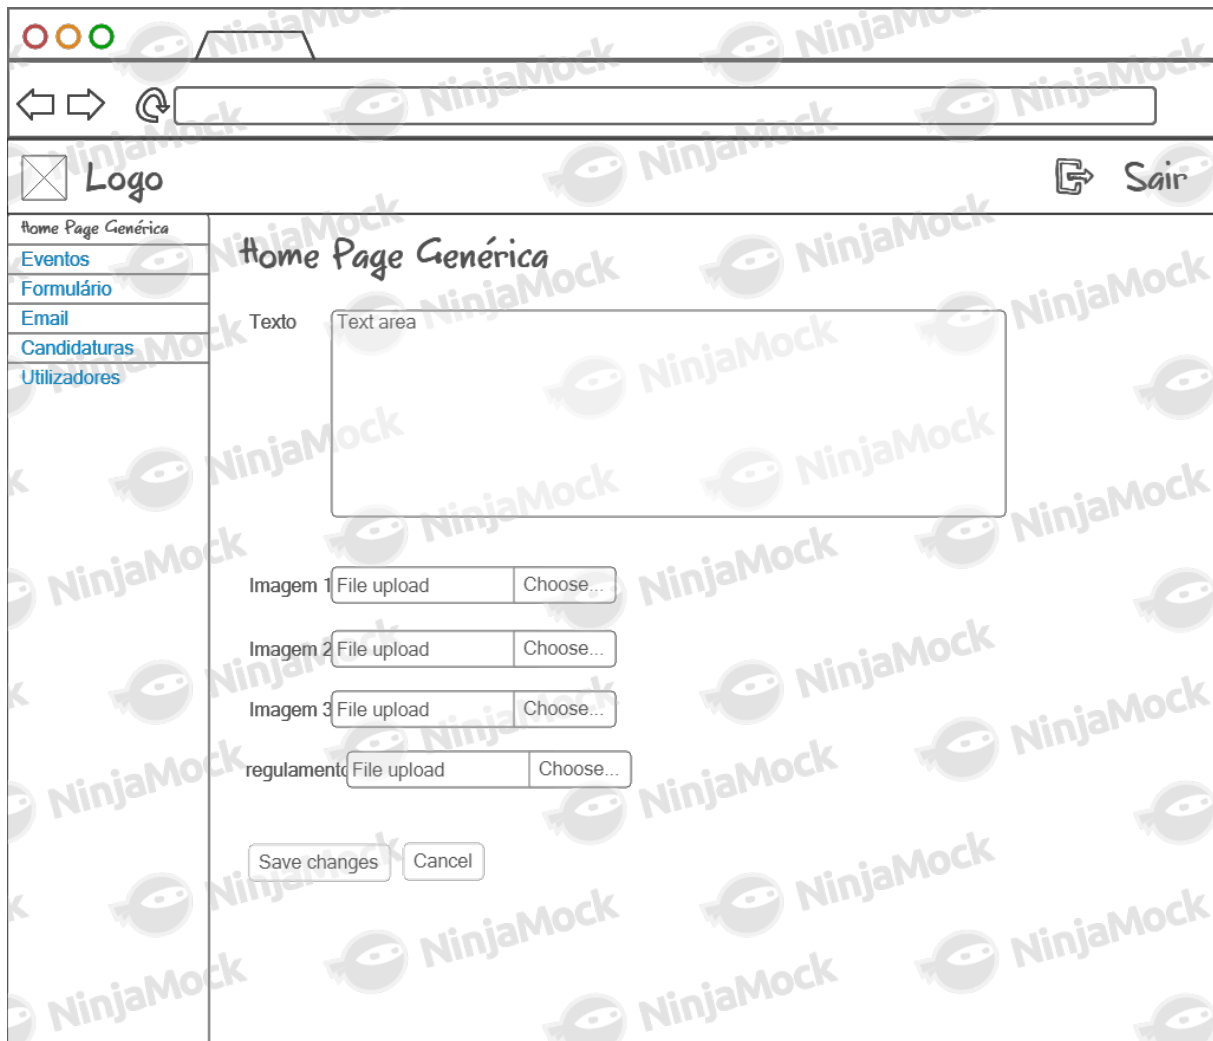 Logo
Sair
Home Page Genérica
Eventos
Formulário
Email
Candidaturas
Utilizadores
Home Page Genérica
Texto
Text area
Imagem 1 File upload Choose...
Imagem 2 File upload Choose...
Imagem 3 File upload Choose...
regulamento File upload Choose...
Save changes Cancel
NinjaMock